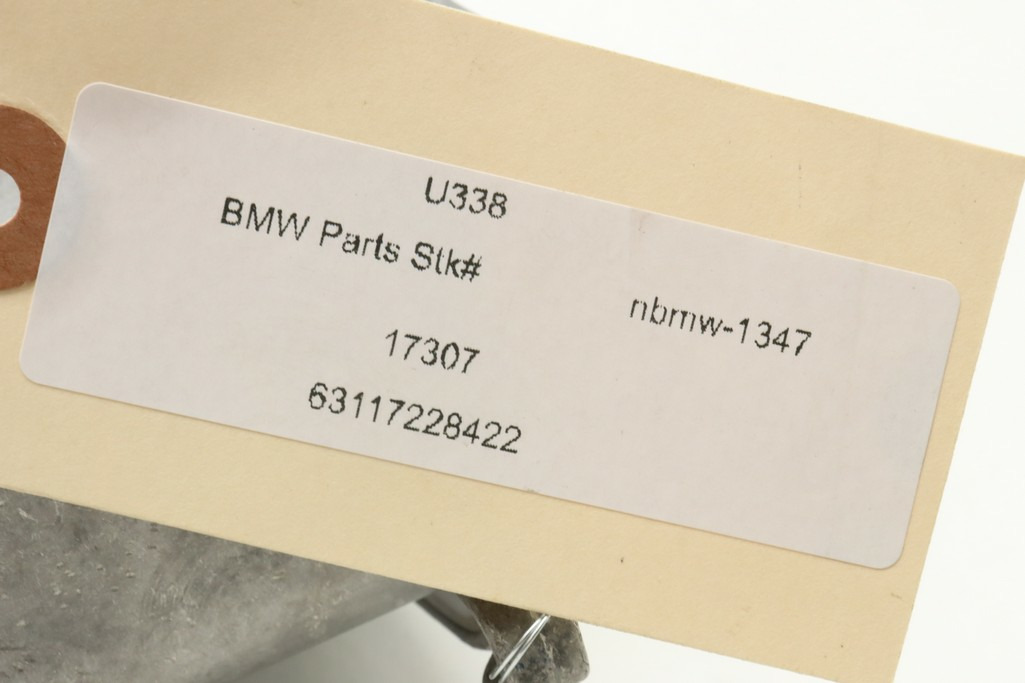 U338
BMW Parts Stk#
nbmw-1347
17307
63117228422